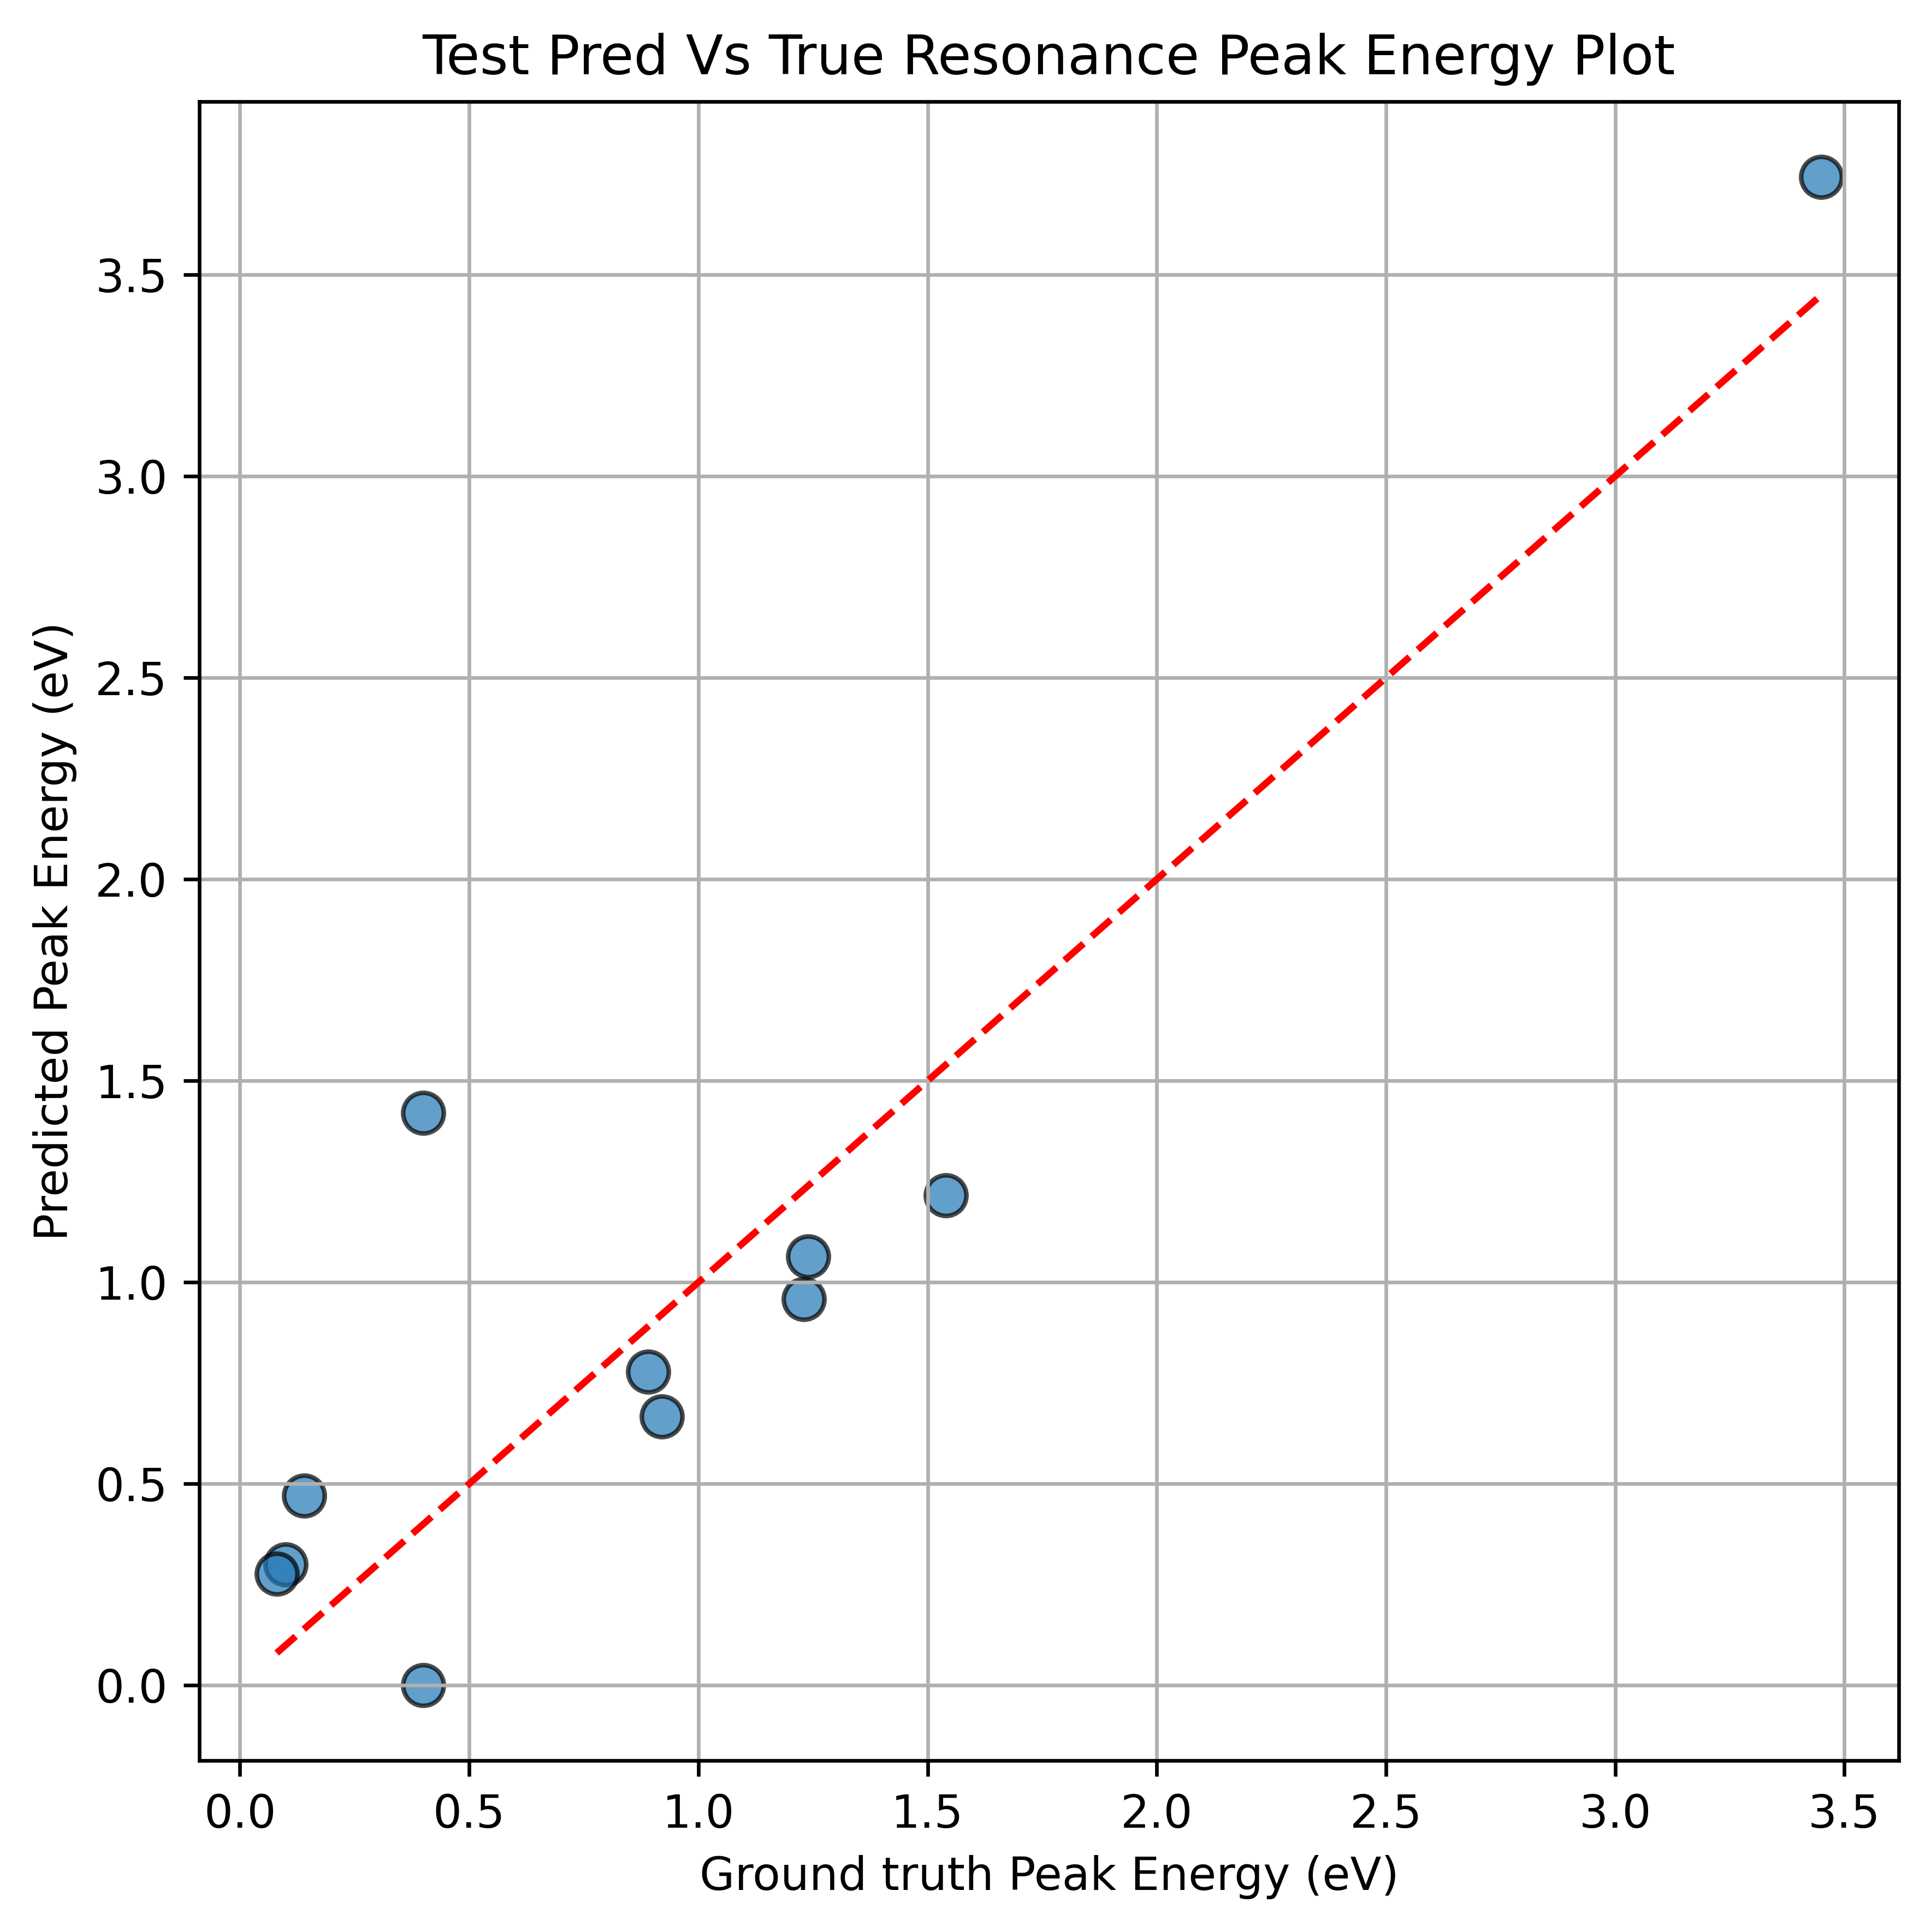 Test Pred Vs True Resonance Peak Energy Plot
Predicted Peak Energy (eV)
3.5
3.0
2.5
2.0
1.5
1.0
0.5
0.0
0.0 0.5 1.0 1.5 2.0 2.5 3.0 3.5
Ground truth Peak Energy (eV)